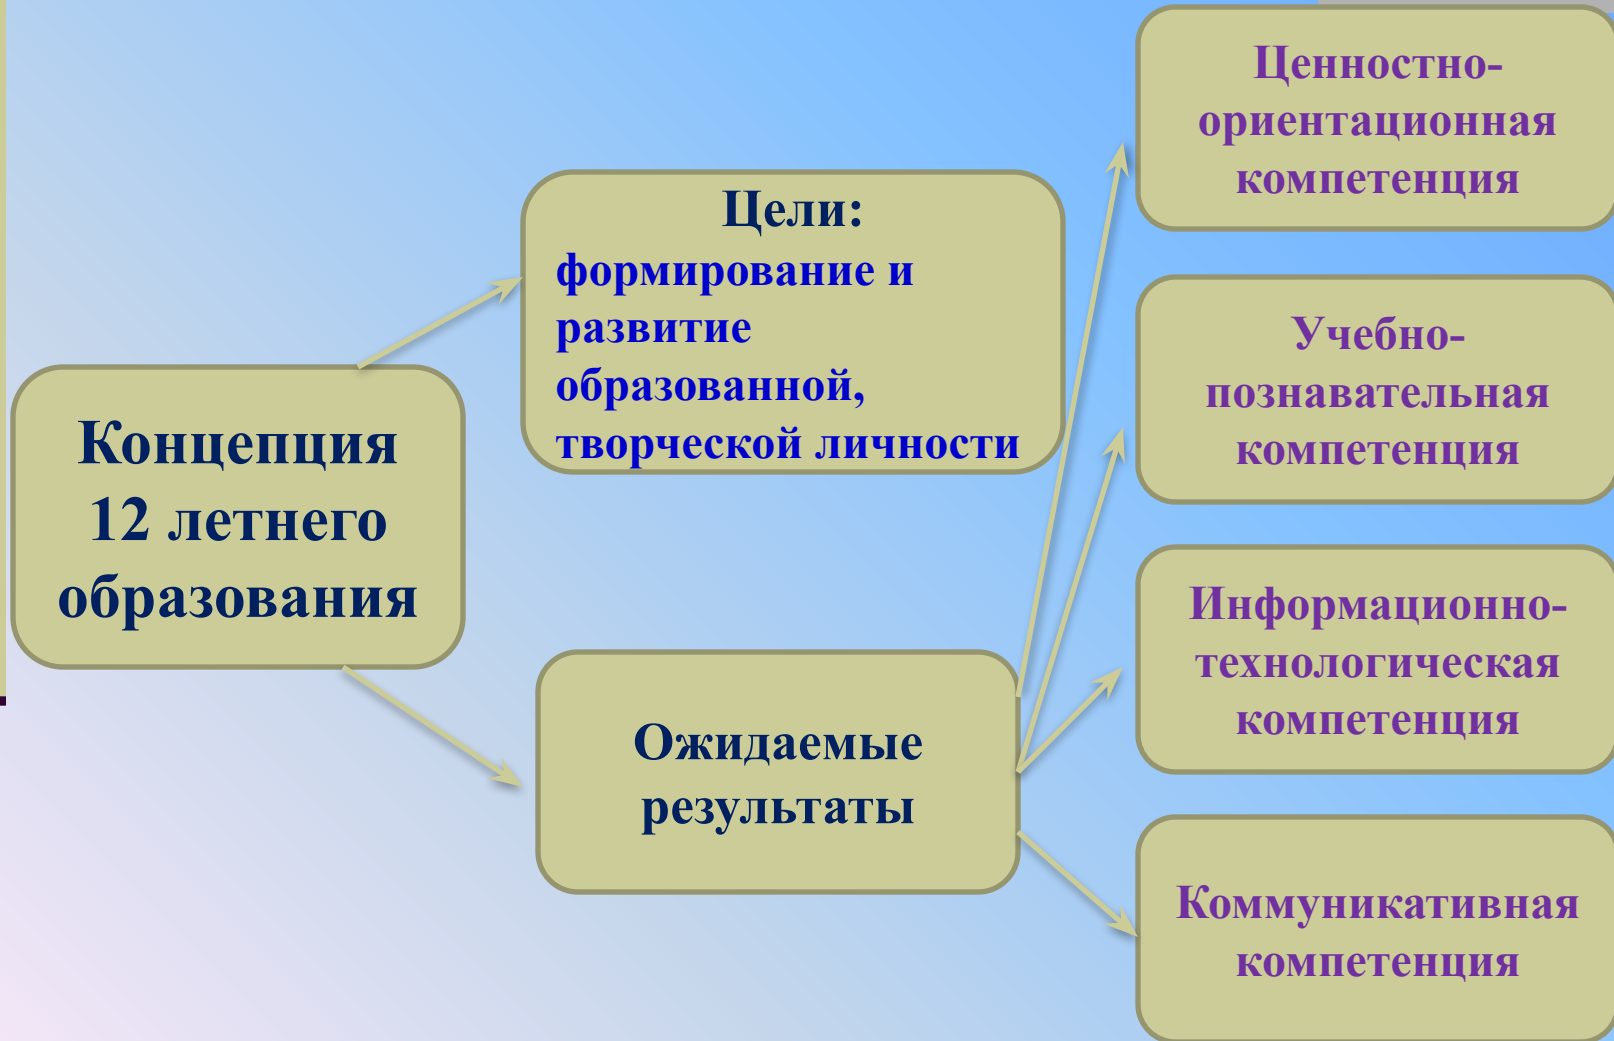 Концепция
12 летнего
образования
Цели:
формирование и
развитие
образованной,
творческой личности
Ожидаемые
результаты
Ценностно-
ориентационная
компетенция
Учебно-
познавательная
компетенция
Информационно-
технологическая
компетенция
Коммуникативная
компетенция